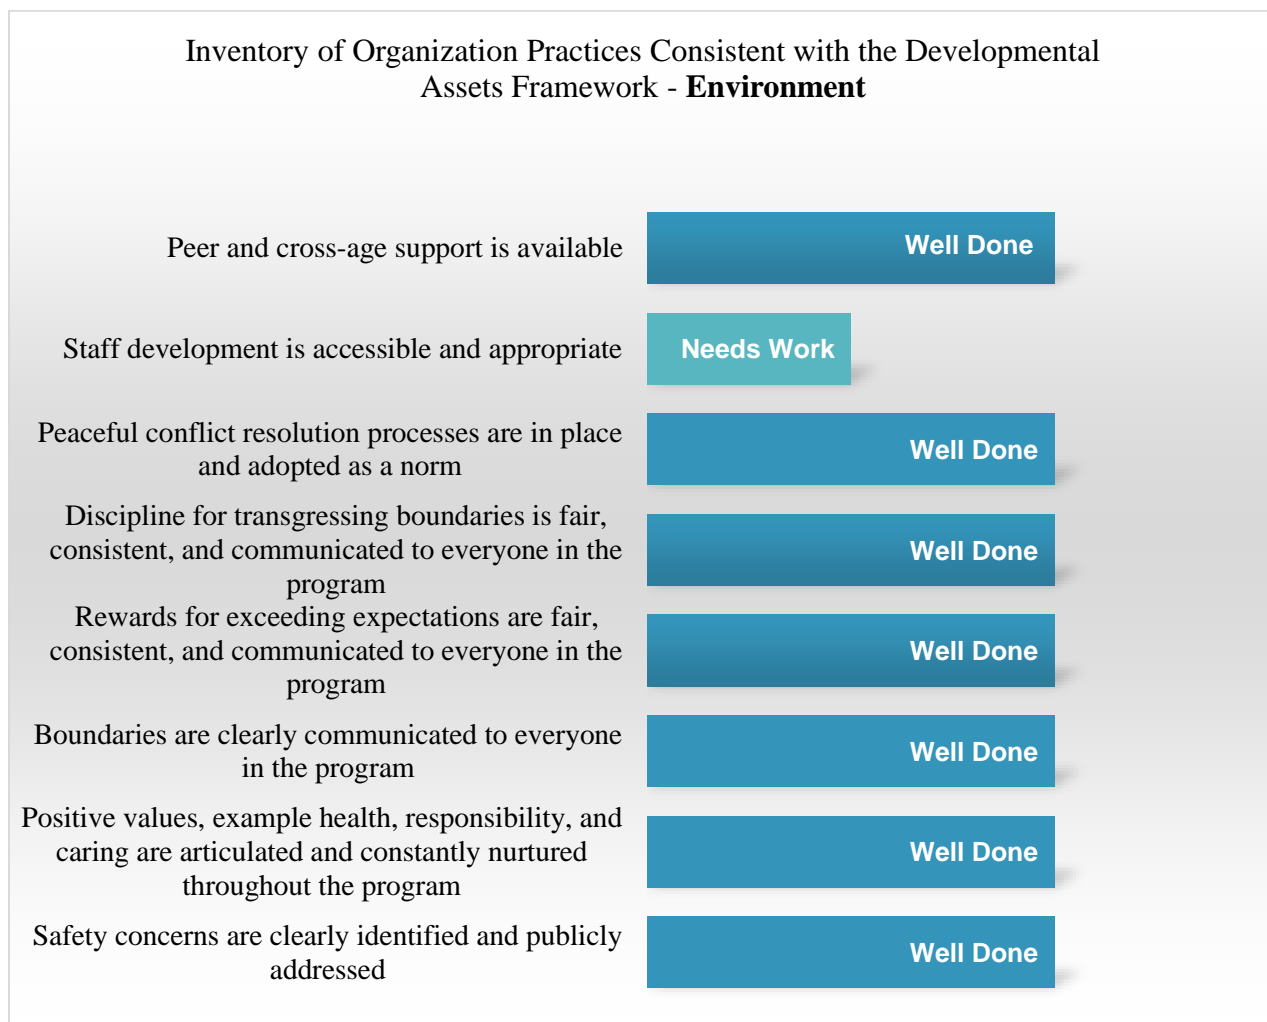 Inventory of Organization Practices Consistent with the Developmental
Assets Framework - Environment
Peer and cross-age support is available
Well Done
Staff development is accessible and appropriate
Needs Work
Peaceful conflict resolution processes are in place
and adopted as a norm
Well Done
Discipline for transgressing boundaries is fair,
consistent, and communicated to everyone in the
program
Well Done
Rewards for exceeding expectations are fair,
consistent, and communicated to everyone in the
program
Well Done
Boundaries are clearly communicated to everyone
in the program
Well Done
Positive values, example health, responsibility, and
caring are articulated and constantly nurtured
throughout the program
Well Done
Safety concerns are clearly identified and publicly
addressed
Well Done